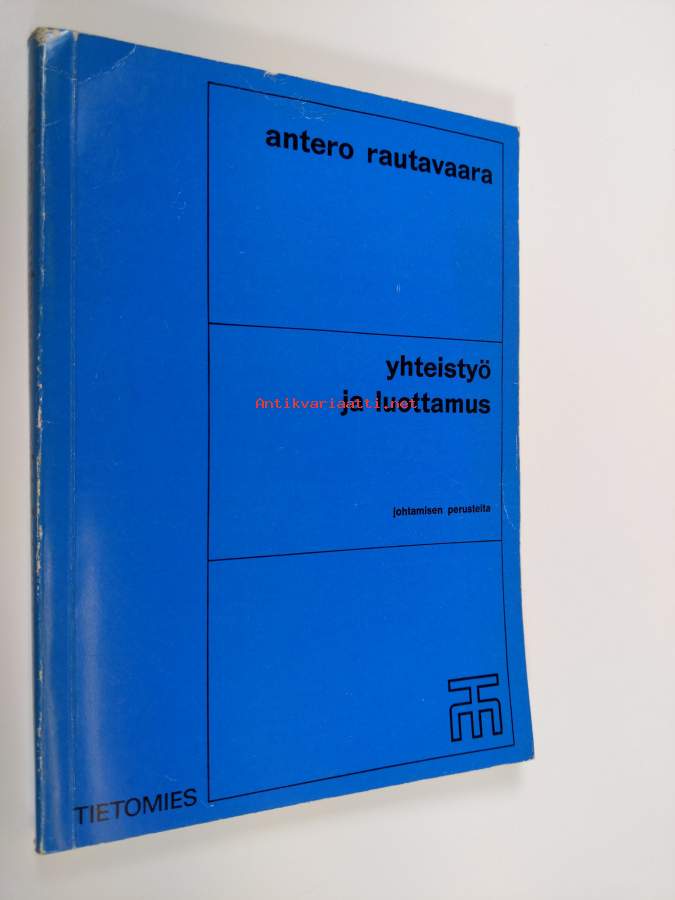 antero rautavaara
yhteistyö
ja luottamus
Antikvariaatti.net
johtamisen perusteita
TIETOMIES